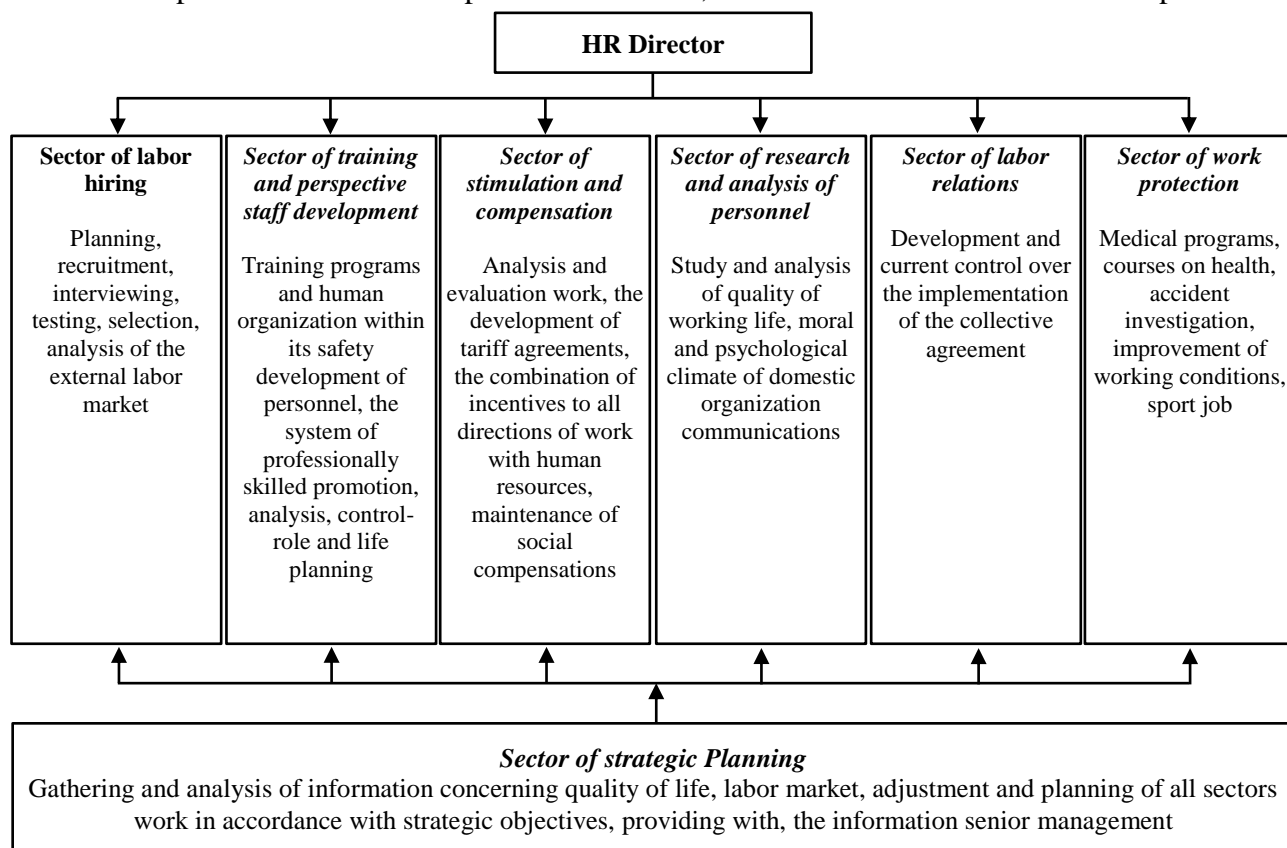 HR Director
Sector of labor
hiring
Planning,
recruitment,
interviewing,
testing, selection,
analysis of the
external labor
market
Sector of training
and perspective
staff development
Training programs
and human
organization within
its safety
development of
personnel, the
system of
professionally
skilled promotion,
analysis, control-
role and life
planning
Sector of
stimulation and
compensation
Analysis and
evaluation work, the
development of
tariff agreements,
the combination of
incentives to all
directions of work
with human
resources,
maintenance of
social
compensations
Sector of research
and analysis of
personnel
Study and analysis
of quality of
working life, moral
and psychological
climate of domestic
organization
communications
Sector of labor
relations
Development and
current control over
the implementation
of the collective
agreement
Sector of work
protection
Medical programs,
courses on health,
accident
investigation,
improvement of
working conditions,
sport job
Sector of strategic Planning
Gathering and analysis of information concerning quality of life, labor market, adjustment and planning of all sectors
work in accordance with strategic objectives, providing with, the information senior management